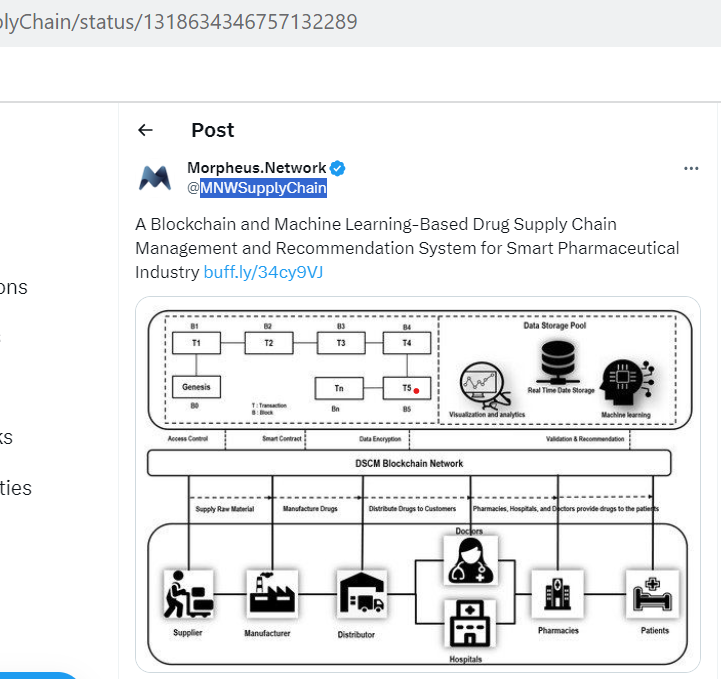 plyChain/status/1318634346757132289
Post
Morpheus.Network
@MNWSupplyChain
A Blockchain and Machine Learning-Based Drug Supply Chain
Management and Recommendation System for Smart Pharmaceutical
Industry buff.ly/34cy9VJ
ons
ks
ties
B1 B2 B3 B4
T1 T2 T3 T4
Genesis Tn T5
B0 Bn B5
T : Transaction
B : Block
Data Storage Pool
Real Time Date Storage
Visualization and analytics
Machine learning
Access Control Smart Contract Data Encryption Validation & Recommendation
DSCM Blockchain Network
Supply Raw Material Manufacture Drugs Distribute Drugs to Customers Pharmacies, Hospitals, and Doctors provide drugs to the patients
Doctors
Supplier Manufacturer Distributor Pharmacies Patients
Hospitals